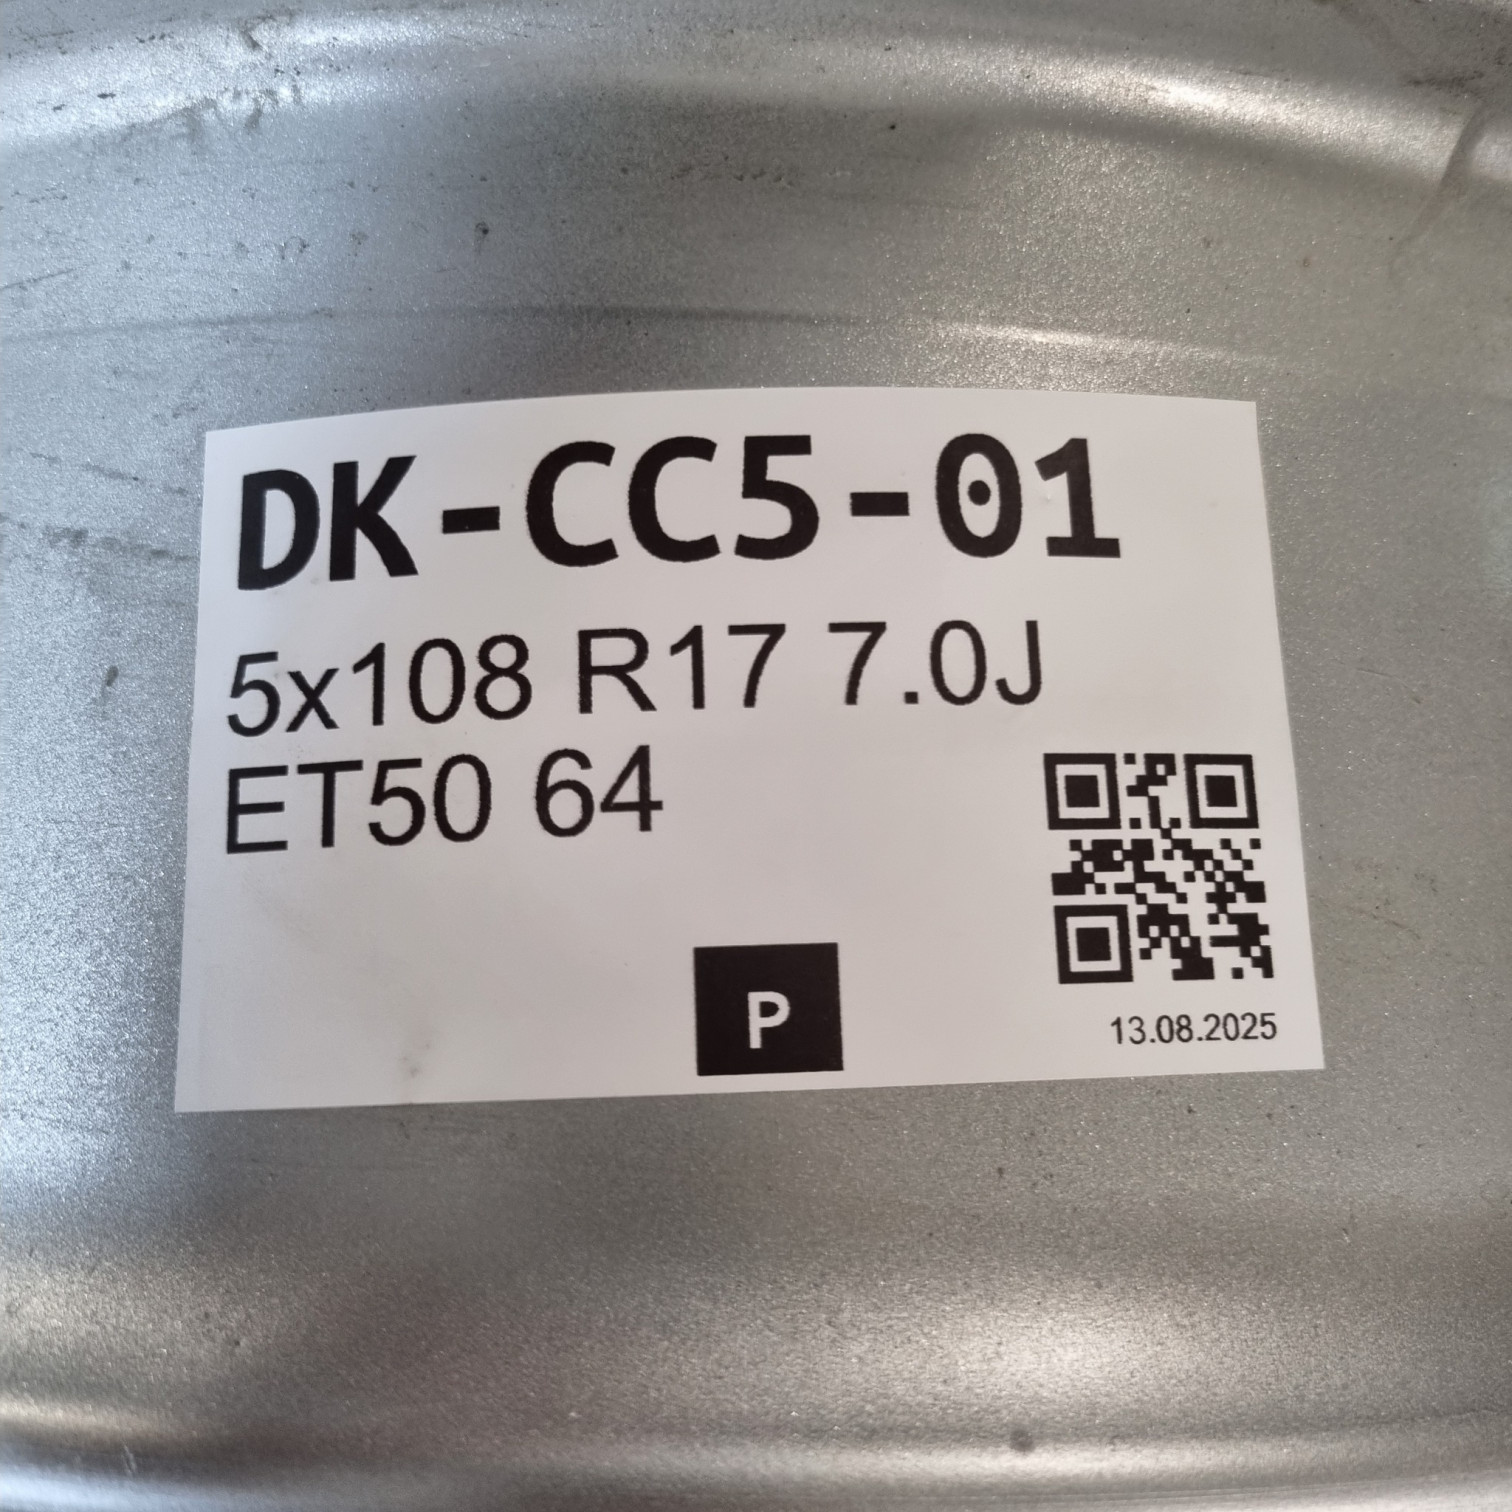 DK-CC5-01
5x108 R17 7.0J
ET50 64
P
13.08.2025